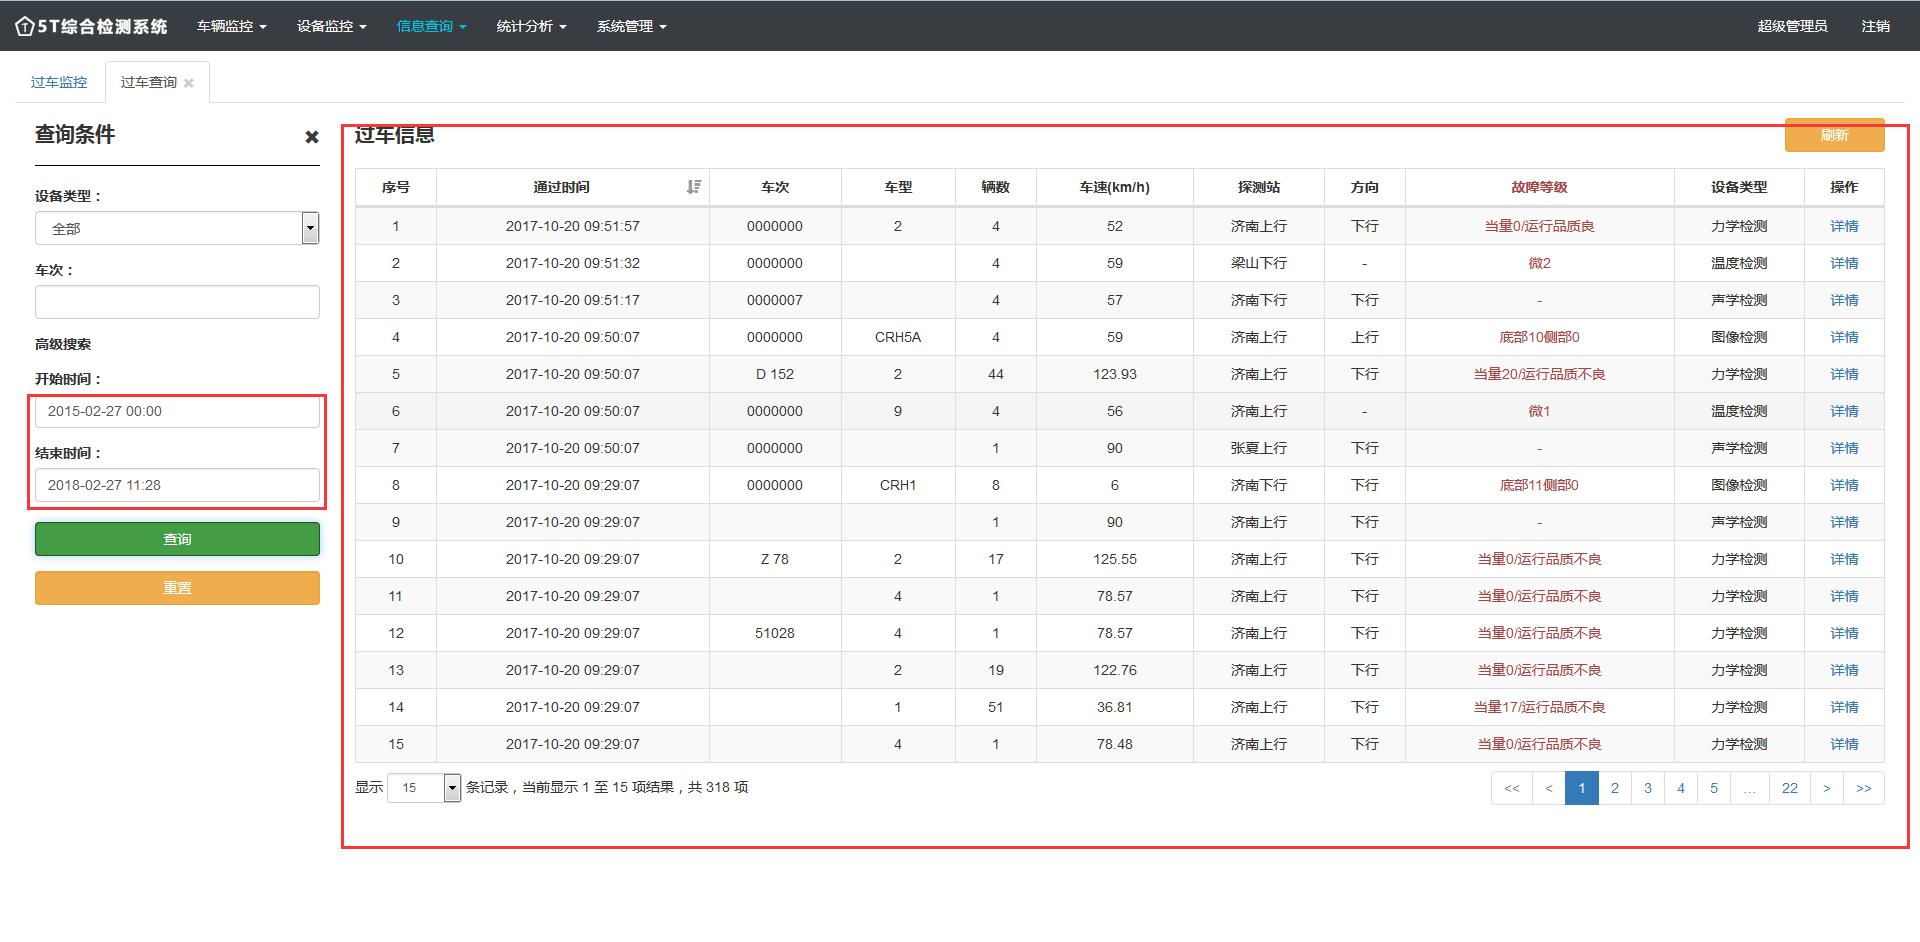 5T综合检测系统 车辆监控 设备监控 信息查询 统计分析 系统管理 超级管理员 注销
过车监控 过车查询
查询条件
设备类型：
全部
车次：
高级搜索
开始时间：
2015-02-27 00:00
结束时间：
2018-02-27 11:28
查询
重置
过车信息 刷新
序号 通过时间 车次 车型 辆数 车速(km/h) 探测站 方向 故障等级 设备类型 操作
1 2017-10-20 09:51:57 0000000 2 4 52 济南上行 下行 当量0/运行品质良 力学检测 详情
2 2017-10-20 09:51:32 0000000 4 59 梁山下行 - 微2 温度检测 详情
3 2017-10-20 09:51:17 0000007 4 57 济南下行 下行 - 声学检测 详情
4 2017-10-20 09:50:07 0000000 CRH5A 4 59 济南上行 上行 底部10侧部0 图像检测 详情
5 2017-10-20 09:50:07 D 152 2 44 123.93 济南上行 下行 当量20/运行品质不良 力学检测 详情
6 2017-10-20 09:50:07 0000000 9 4 56 济南上行 - 微1 温度检测 详情
7 2017-10-20 09:50:07 0000000 1 90 张夏上行 下行 - 声学检测 详情
8 2017-10-20 09:29:07 0000000 CRH1 8 6 济南下行 下行 底部11侧部0 图像检测 详情
9 2017-10-20 09:29:07 1 90 济南上行 下行 - 声学检测 详情
10 2017-10-20 09:29:07 Z 78 2 17 125.55 济南上行 下行 当量0/运行品质不良 力学检测 详情
11 2017-10-20 09:29:07 4 1 78.57 济南上行 下行 当量0/运行品质不良 力学检测 详情
12 2017-10-20 09:29:07 51028 4 1 78.57 济南上行 下行 当量0/运行品质不良 力学检测 详情
13 2017-10-20 09:29:07 2 19 122.76 济南上行 下行 当量0/运行品质不良 力学检测 详情
14 2017-10-20 09:29:07 1 51 36.81 济南上行 下行 当量17/运行品质不良 力学检测 详情
15 2017-10-20 09:29:07 4 1 78.48 济南上行 下行 当量0/运行品质不良 力学检测 详情
显示 15 条记录，当前显示 1 至 15 项结果，共 318 项 << < 1 2 3 4 5 … 22 > >>